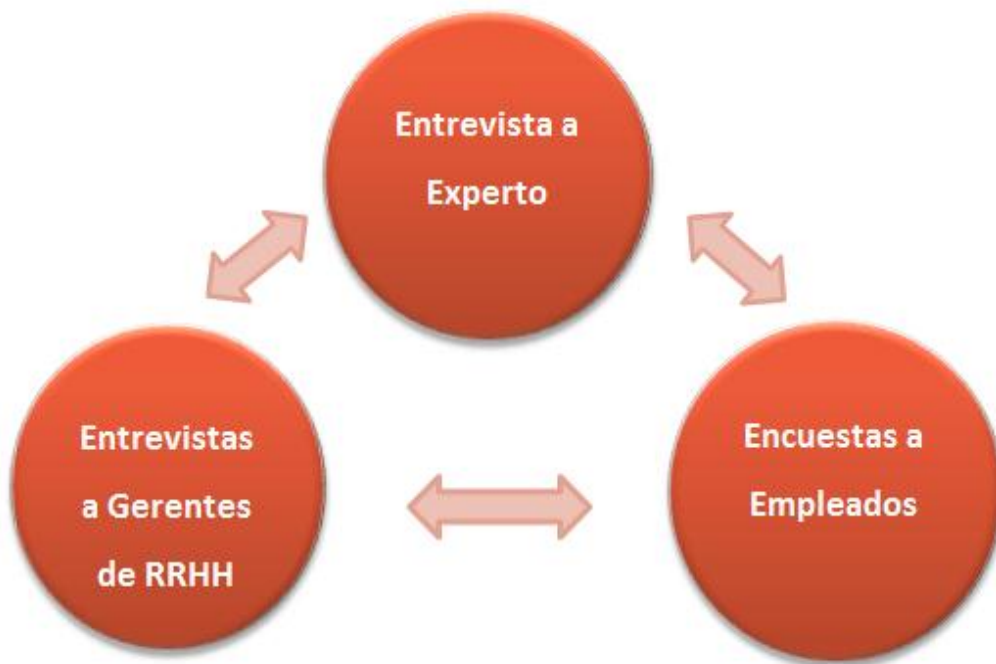 Entrevista a
Experto
Entrevistas
a Gerentes
de RRHH
Encuestas a
Empleados